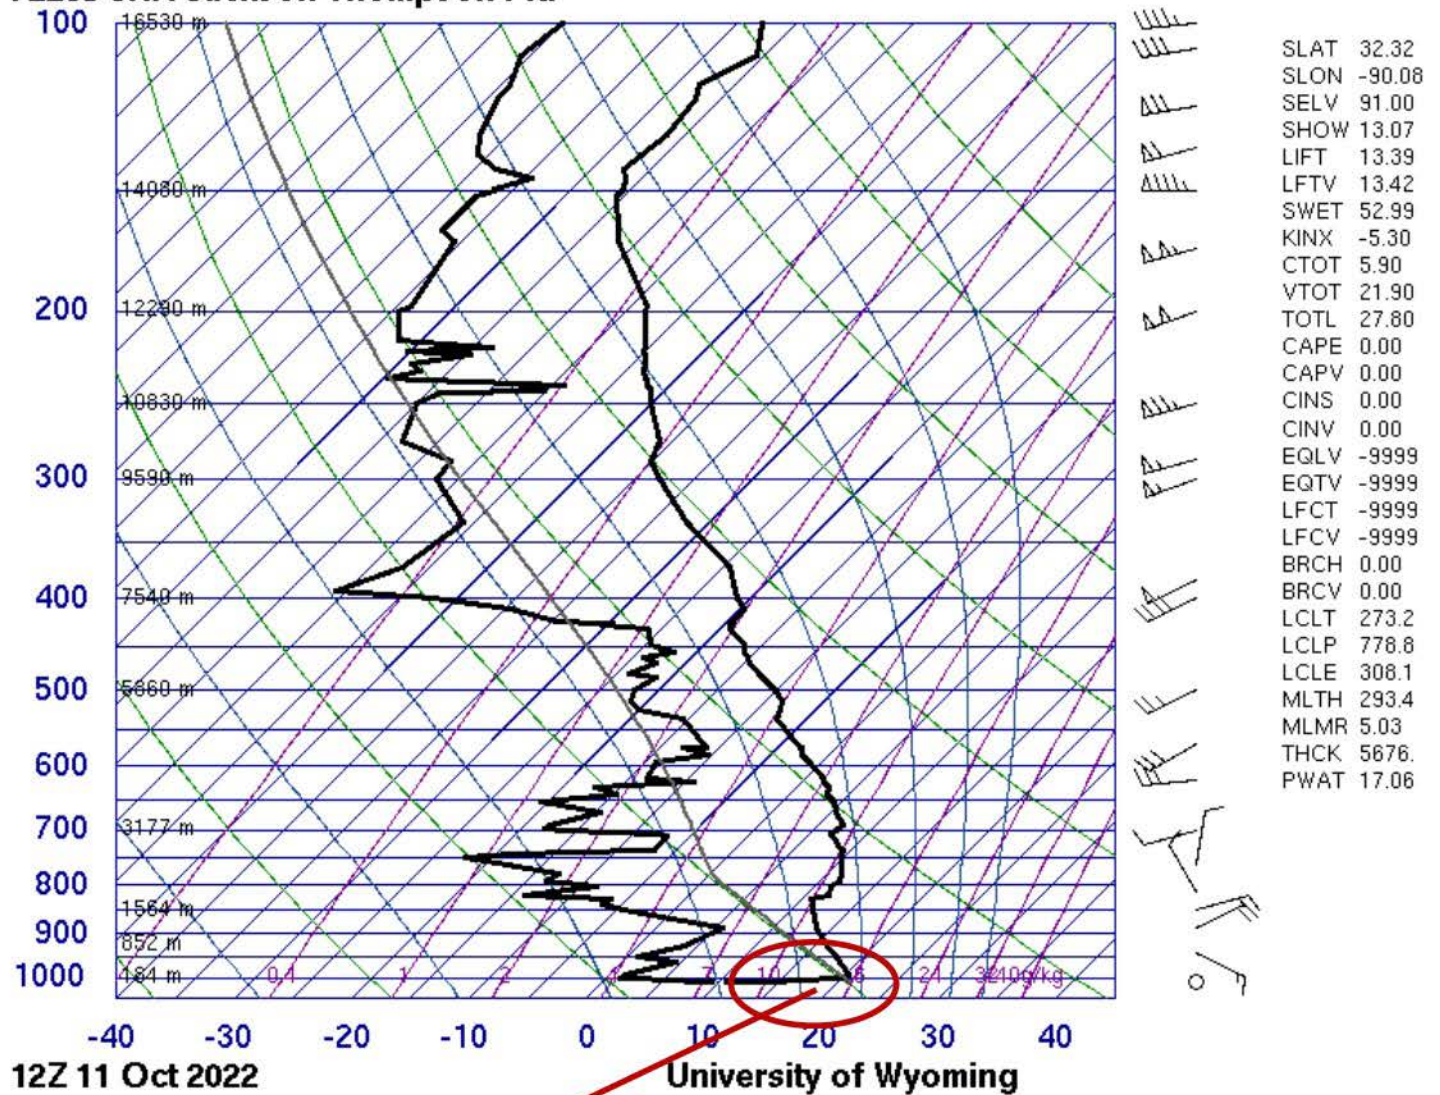 100
16530 m
14080 m
200
12290 m
10830 m
300
9590 m
400
7540 m
500
5860 m
600
700
3177 m
800
1564 m
900
852 m
1000
184 m
0.1 1 2 7 10 24 32 40g/kg
-40 -30 -20 -10 0 10 20 30 40
12Z 11 Oct 2022
University of Wyoming
SLAT 32.32
SLON -90.08
SELV 91.00
SHOW 13.07
LIFT 13.39
LFTV 13.42
SWET 52.99
KINX -5.30
CTOT 5.90
VTOT 21.90
TOTL 27.80
CAPE 0.00
CAPV 0.00
CINS 0.00
CINV 0.00
EQLV -9999
EQTV -9999
LFCT -9999
LFCV -9999
BRCH 0.00
BRCV 0.00
LCLT 273.2
LCLP 778.8
LCLE 308.1
MLTH 293.4
MLMR 5.03
THCK 5676.
PWAT 17.06